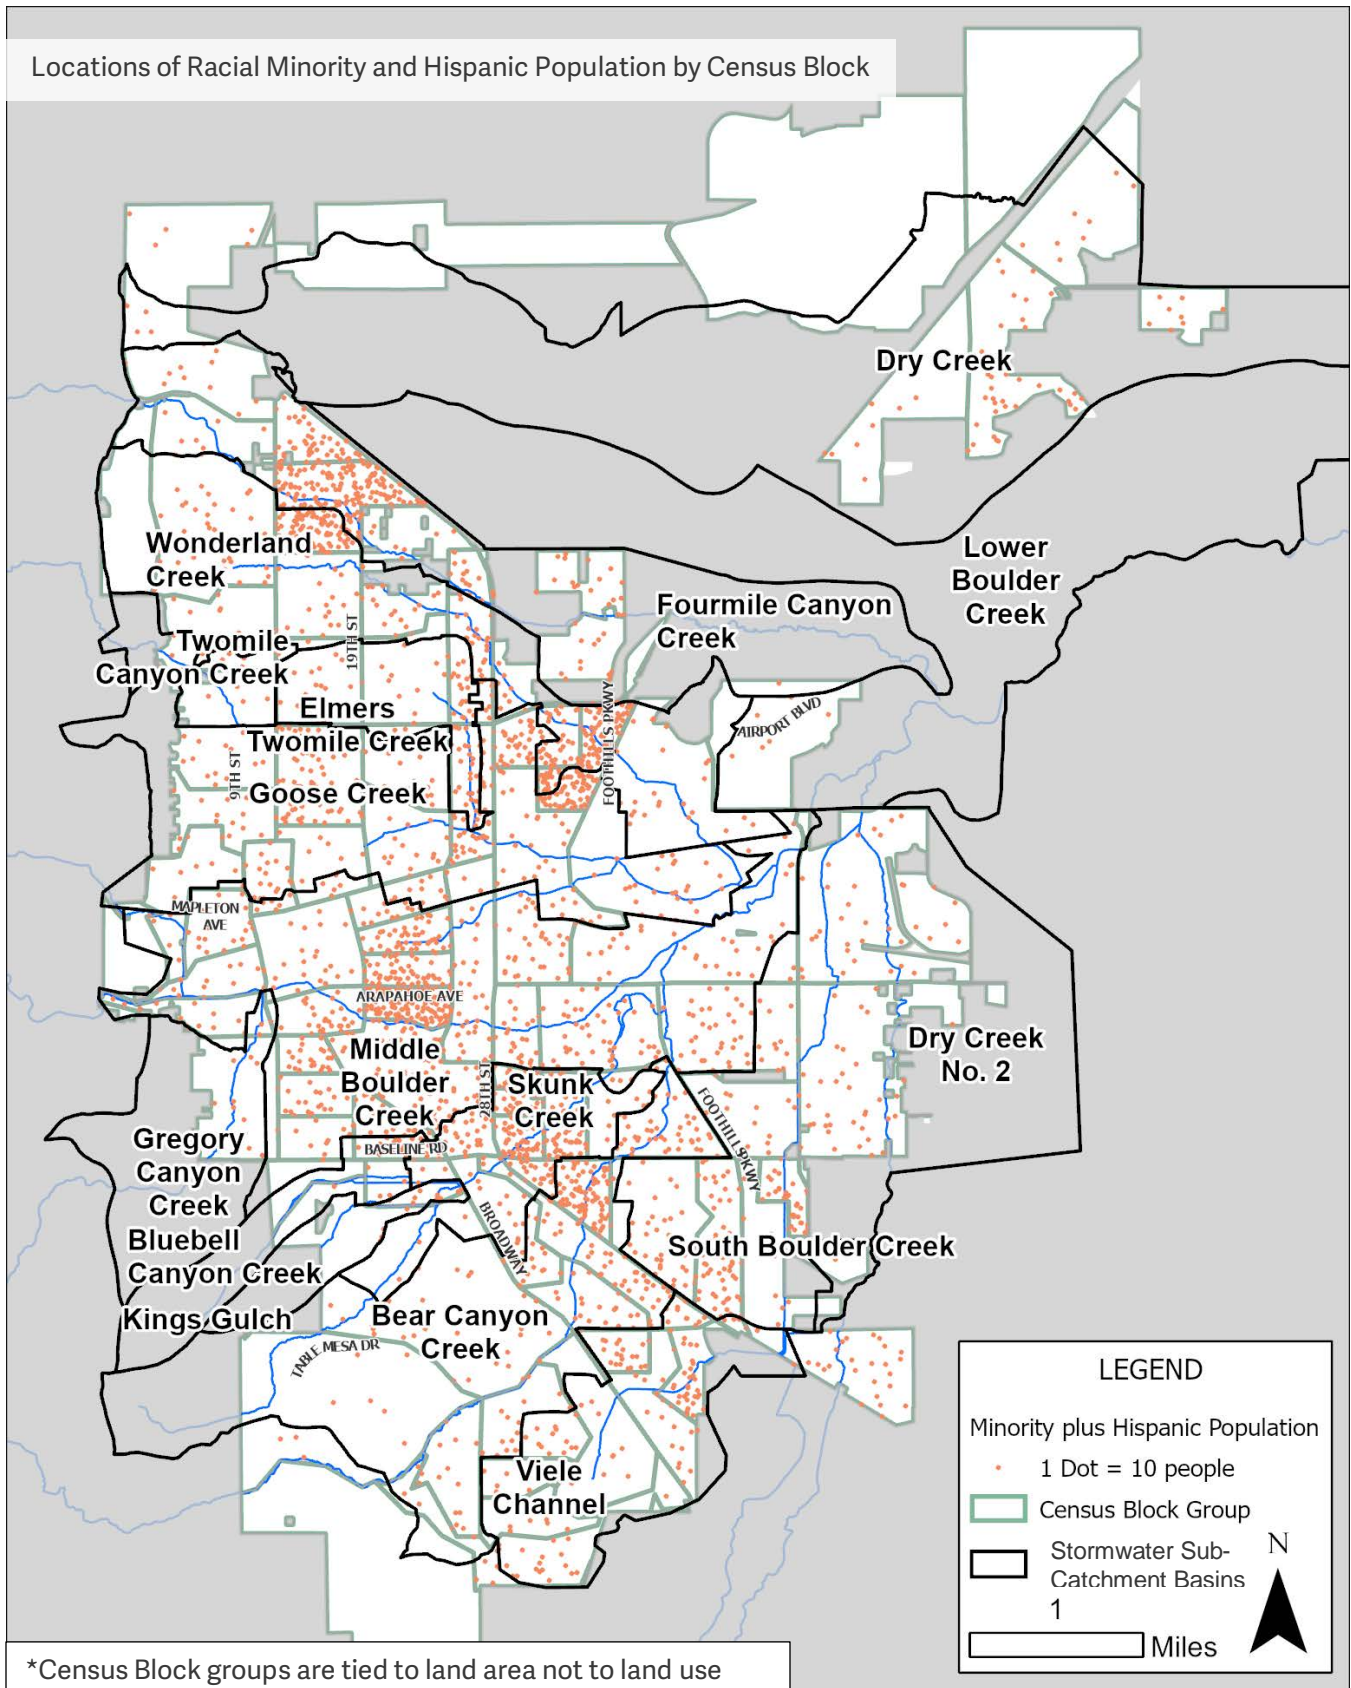 Locations of Racial Minority and Hispanic Population by Census Block
Dry Creek
Wonderland
Creek
Lower
Boulder
Creek
Fourmile Canyon
Creek
Twomile
Canyon Creek
19TH ST
Elmers
Twomile Creek
FOOTHILLS PKWY
AIRPORT BLVD
9TH ST
Goose Creek
MAPLETON
AVE
ARAPAHOE AVE
Middle
Boulder
Creek
28TH ST
Skunk
Creek
Dry Creek
No. 2
FOOTHILLS PKWY
BASELINE RD
Gregory
Canyon
Creek
BROADWAY
Bluebell
Canyon Creek
South Boulder Creek
Kings Gulch
Bear Canyon
Creek
TABLE MESA DR
Viele
Channel
LEGEND
Minority plus Hispanic Population
1 Dot = 10 people
Census Block Group
Stormwater Sub-
Catchment Basins
N
1
Miles
*Census Block groups are tied to land area not to land use